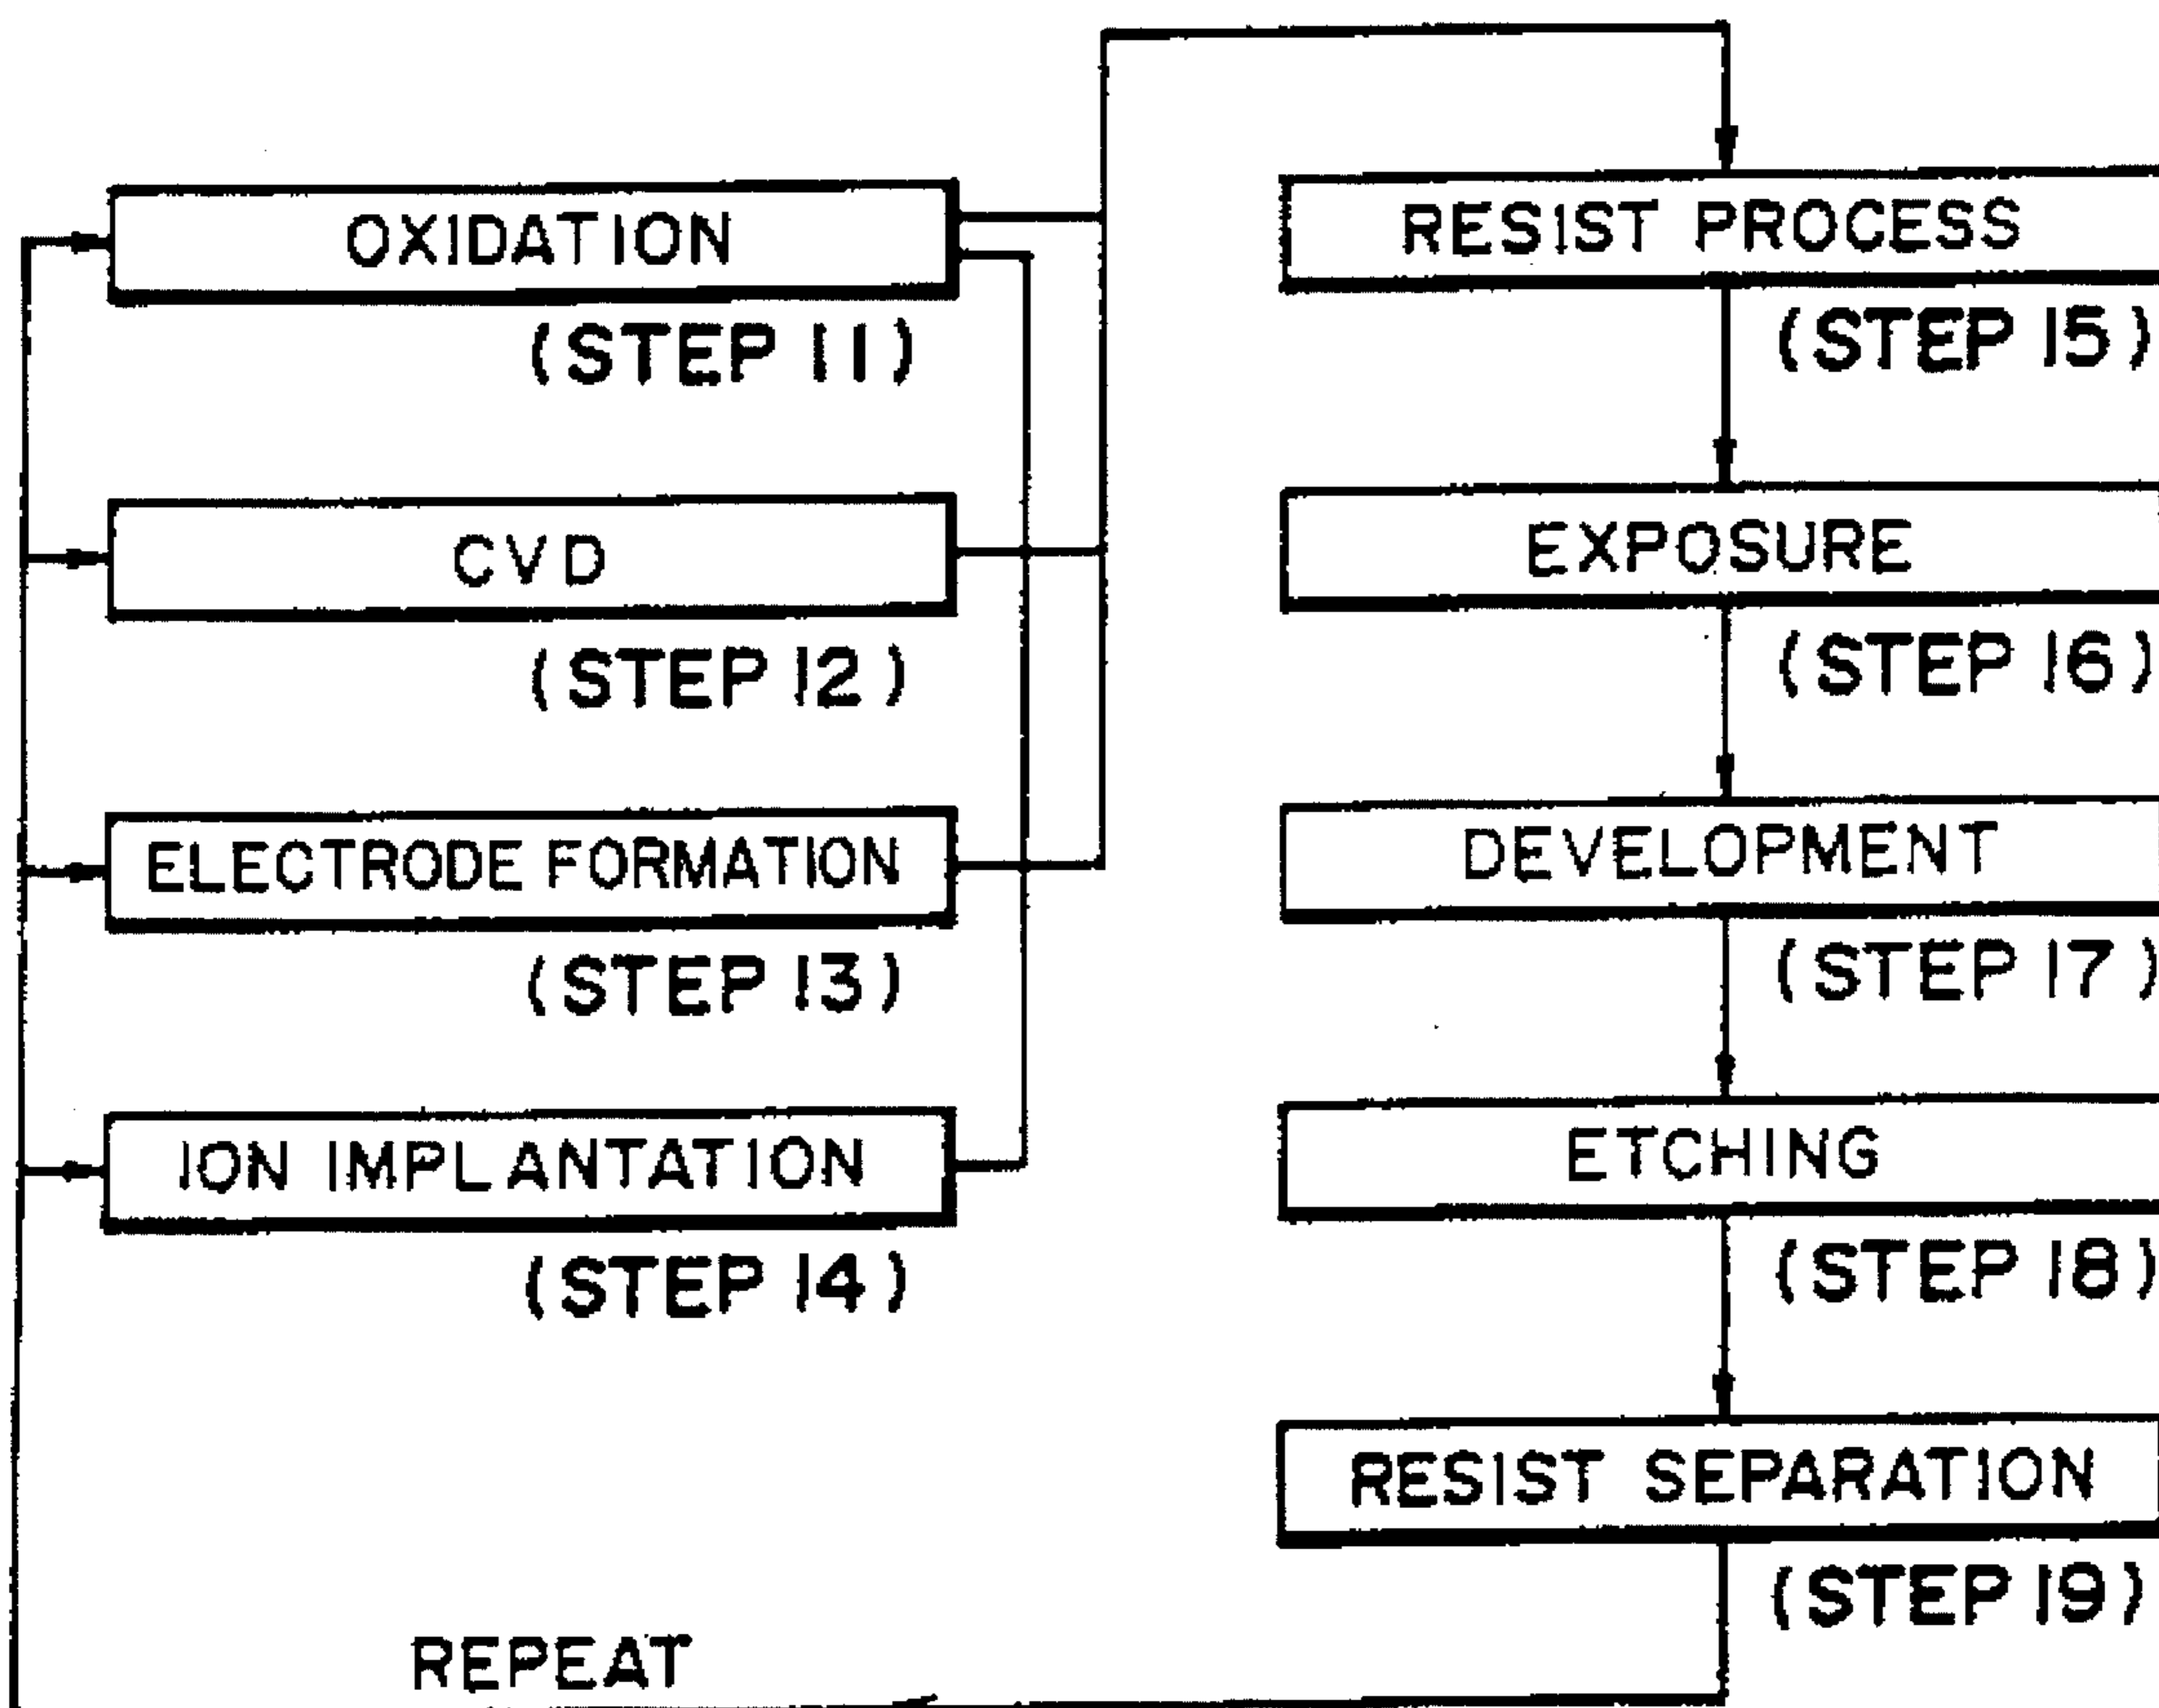 OXIDATION
(STEP 11)
CVD
(STEP 12)
ELECTRODE FORMATION
(STEP 13)
ION IMPLANTATION
(STEP 14)
RESIST PROCESS
(STEP 15)
EXPOSURE
(STEP 16)
DEVELOPMENT
(STEP 17)
ETCHING
(STEP 18)
RESIST SEPARATION
(STEP 19)
REPEAT